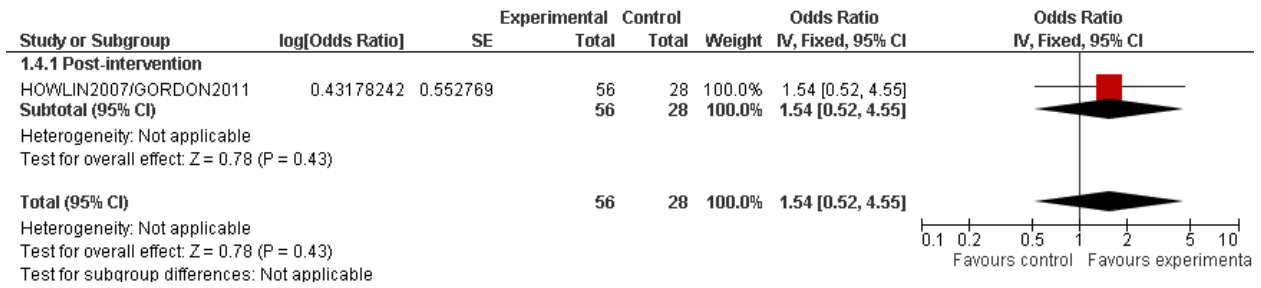 Experimental Control Odds Ratio Odds Ratio
Study or Subgroup log[Odds Ratio] SE Total Total Weight IV, Fixed, 95% CI IV, Fixed, 95% CI
1.4.1 Post-intervention
HOWLIN2007/GORDON2011 0.43178242 0.552769 56 28 100.0% 1.54 [0.52, 4.55]
Subtotal (95% CI) 56 28 100.0% 1.54 [0.52, 4.55]
Heterogeneity: Not applicable
Test for overall effect: Z = 0.78 (P = 0.43)
Total (95% CI) 56 28 100.0% 1.54 [0.52, 4.55]
Heterogeneity: Not applicable
Test for overall effect: Z = 0.78 (P = 0.43)
Test for subgroup differences: Not applicable
0.1 0.2 0.5 1 2 5 10
Favours control Favours experimenta